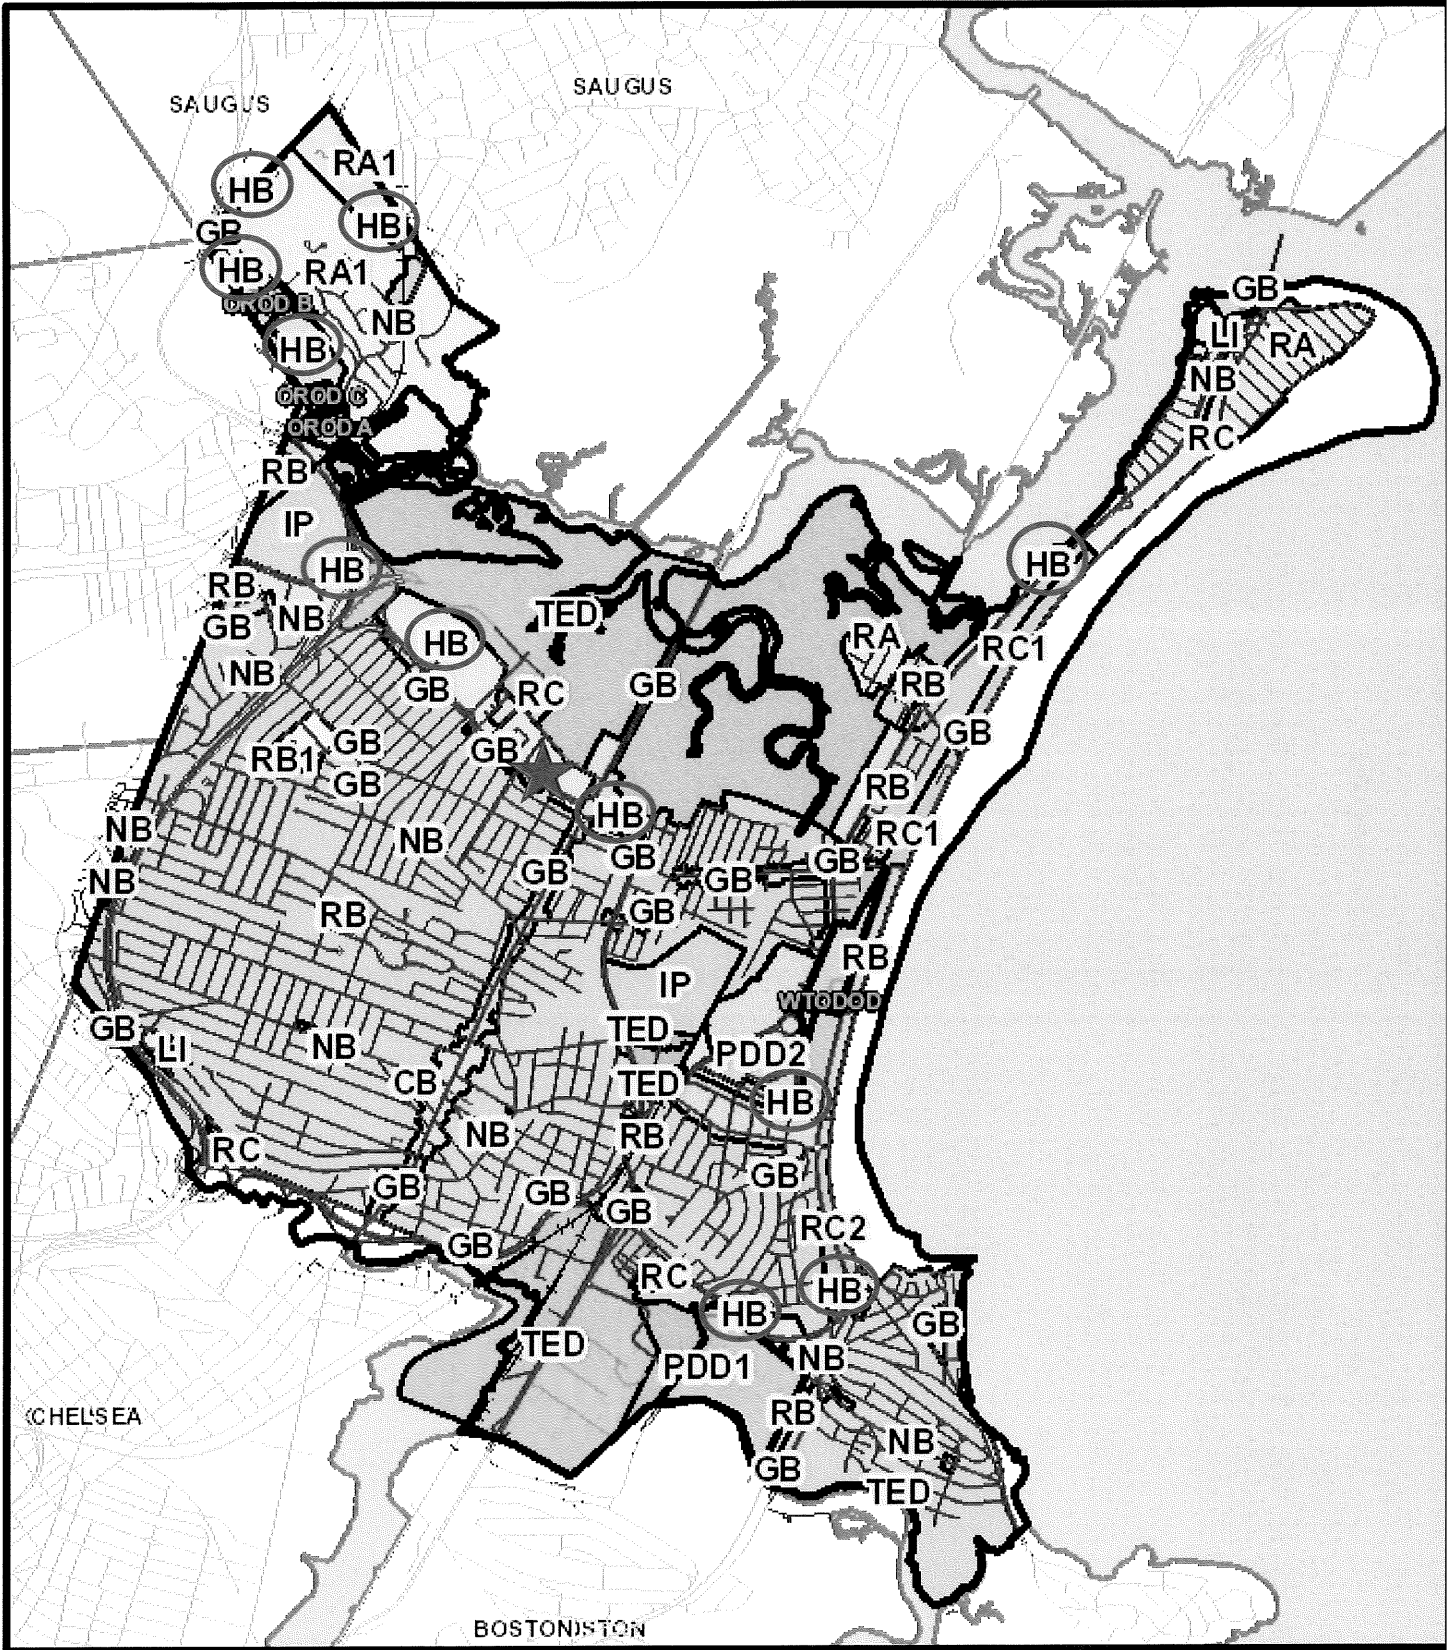 SAUGUS
SAUGUS
RA1
HB
HB
GB
HB
RA1
OROD B
GB
NB
LI
RA
HB
NB
OROD C
OROD A
RC
RB
IP
HB
HB
RB
TED
NB
GB
RA
HB
RC1
NB
GB
RC
GB
RB
GB
GB
RB1
GB
GB
RB
HB
NB
NB
RC1
GB
GB
GB
NB
GB
RB
GB
RB
IP
WTODOD
GB
TED
LI
NB
PDD2
CB
TED
HB
NB
RB
RC
GB
GB
GB
GB
RC2
GB
RC
HB
HB
GB
TED
NB
PDD1
CHELSEA
RB
NB
GB
TED
BOSTONISTON